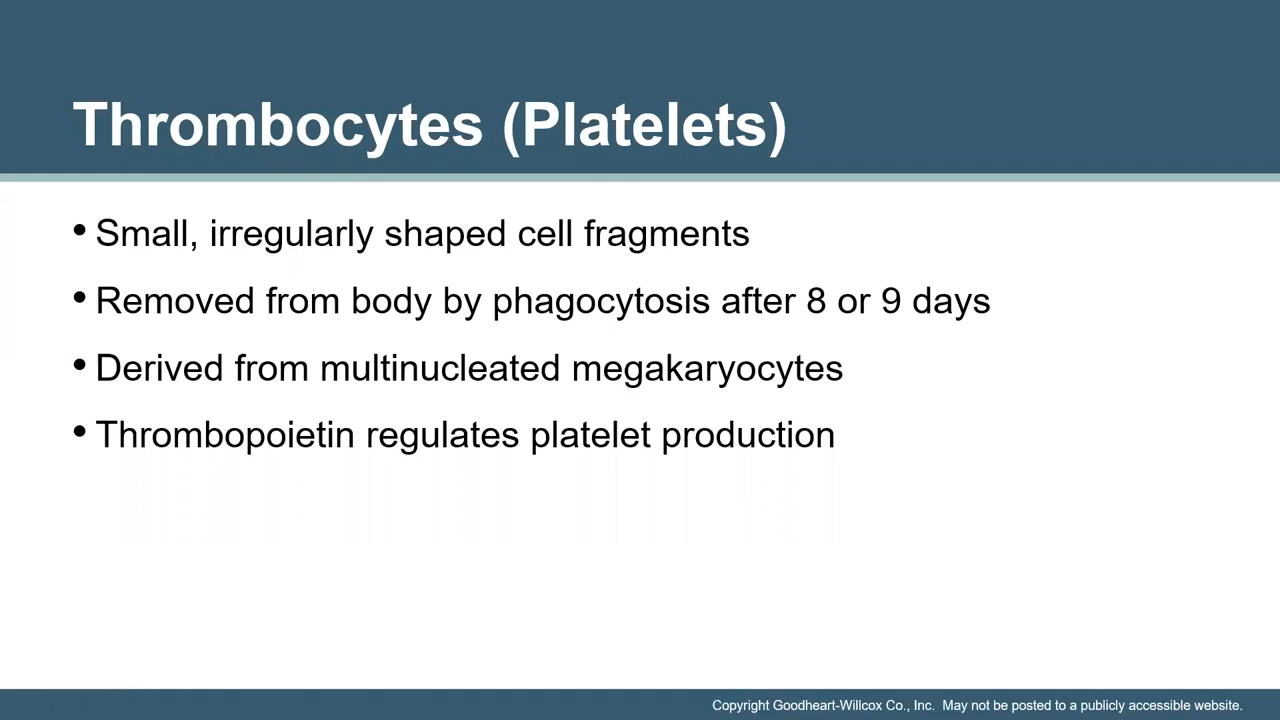 Thrombocytes (Platelets)
• Small, irregularly shaped cell fragments
• Removed from body by phagocytosis after 8 or 9 days
• Derived from multinucleated megakaryocytes
• Thrombopoietin regulates platelet production
Copyright Goodheart-Willcox Co., Inc.  May not be posted to a publicly accessible website.